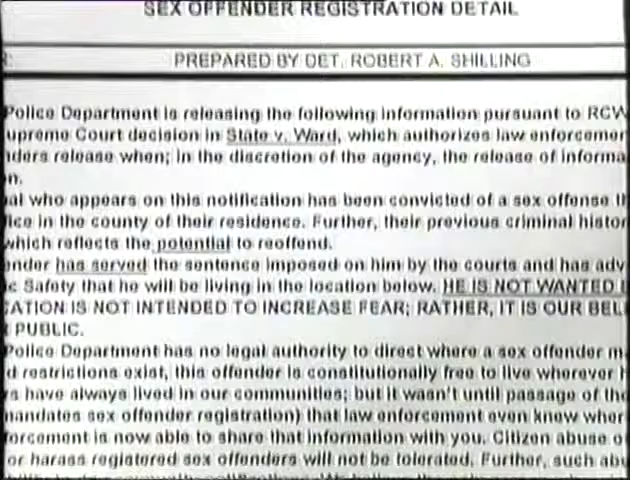 SEX OFFENDER REGISTRATION DETAIL
PREPARED BY DET. ROBERT A. SHILLING
Police Department is releasing the following information pursuant to RCW
upreme Court decision in State v. Ward, which authorizes law enforcemen
nders release when; in the discretion of the agency, the release of informa
n.
al who appears on this notification has been convicted of a sex offense th
lice in the county of their residence. Further, their previous criminal histor
which reflects the potential to reoffend.
ender has served the sentence imposed on him by the courts and has adv
c Safety that he will be living in the location below. HE IS NOT WANTED
CATION IS NOT INTENDED TO INCREASE FEAR; RATHER, IT IS OUR BEL
PUBLIC.
Police Department has no legal authority to direct where a sex offender m
d restrictions exist, this offender is constitutionally free to live wherever h
s have always lived in our communities; but it wasn't until passage of the
mandates sex offender registration) that law enforcement even knew wher
forcement is now able to share that information with you. Citizen abuse o
or harass registered sex offenders will not be tolerated. Further, such abu